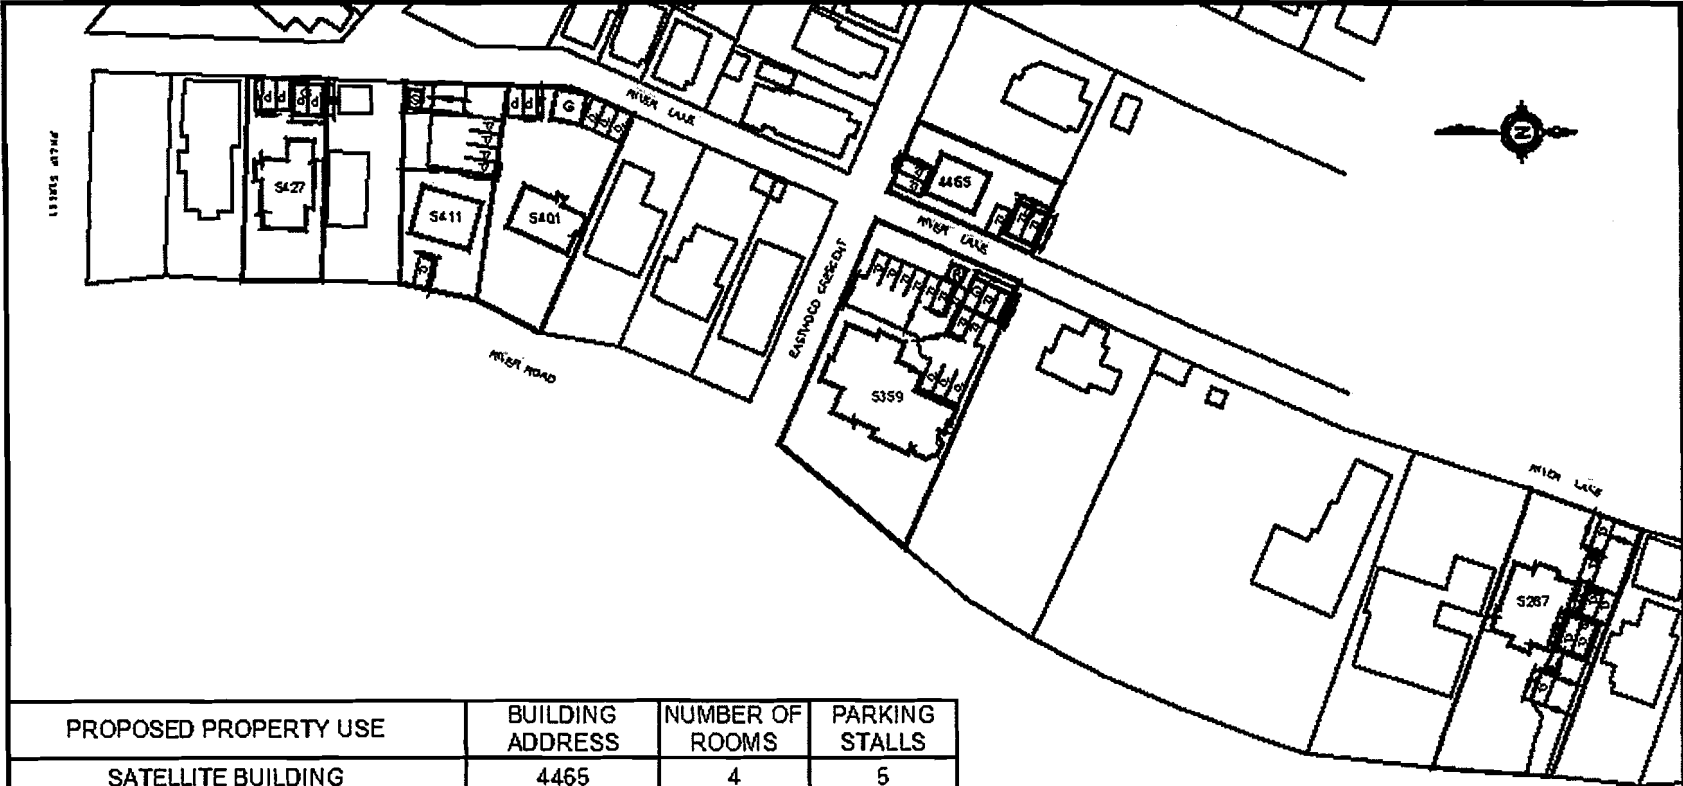 RIVER LANE
PHILIP STREET
5427
5411
5401
G
4465
RIVER LANE
EASTWOOD CRESCENT
RIVER ROAD
5359
RIVER LANE
5267
N
PROPOSED PROPERTY USE
BUILDING ADDRESS
NUMBER OF ROOMS
PARKING STALLS
SATELLITE BUILDING
4465
4
5